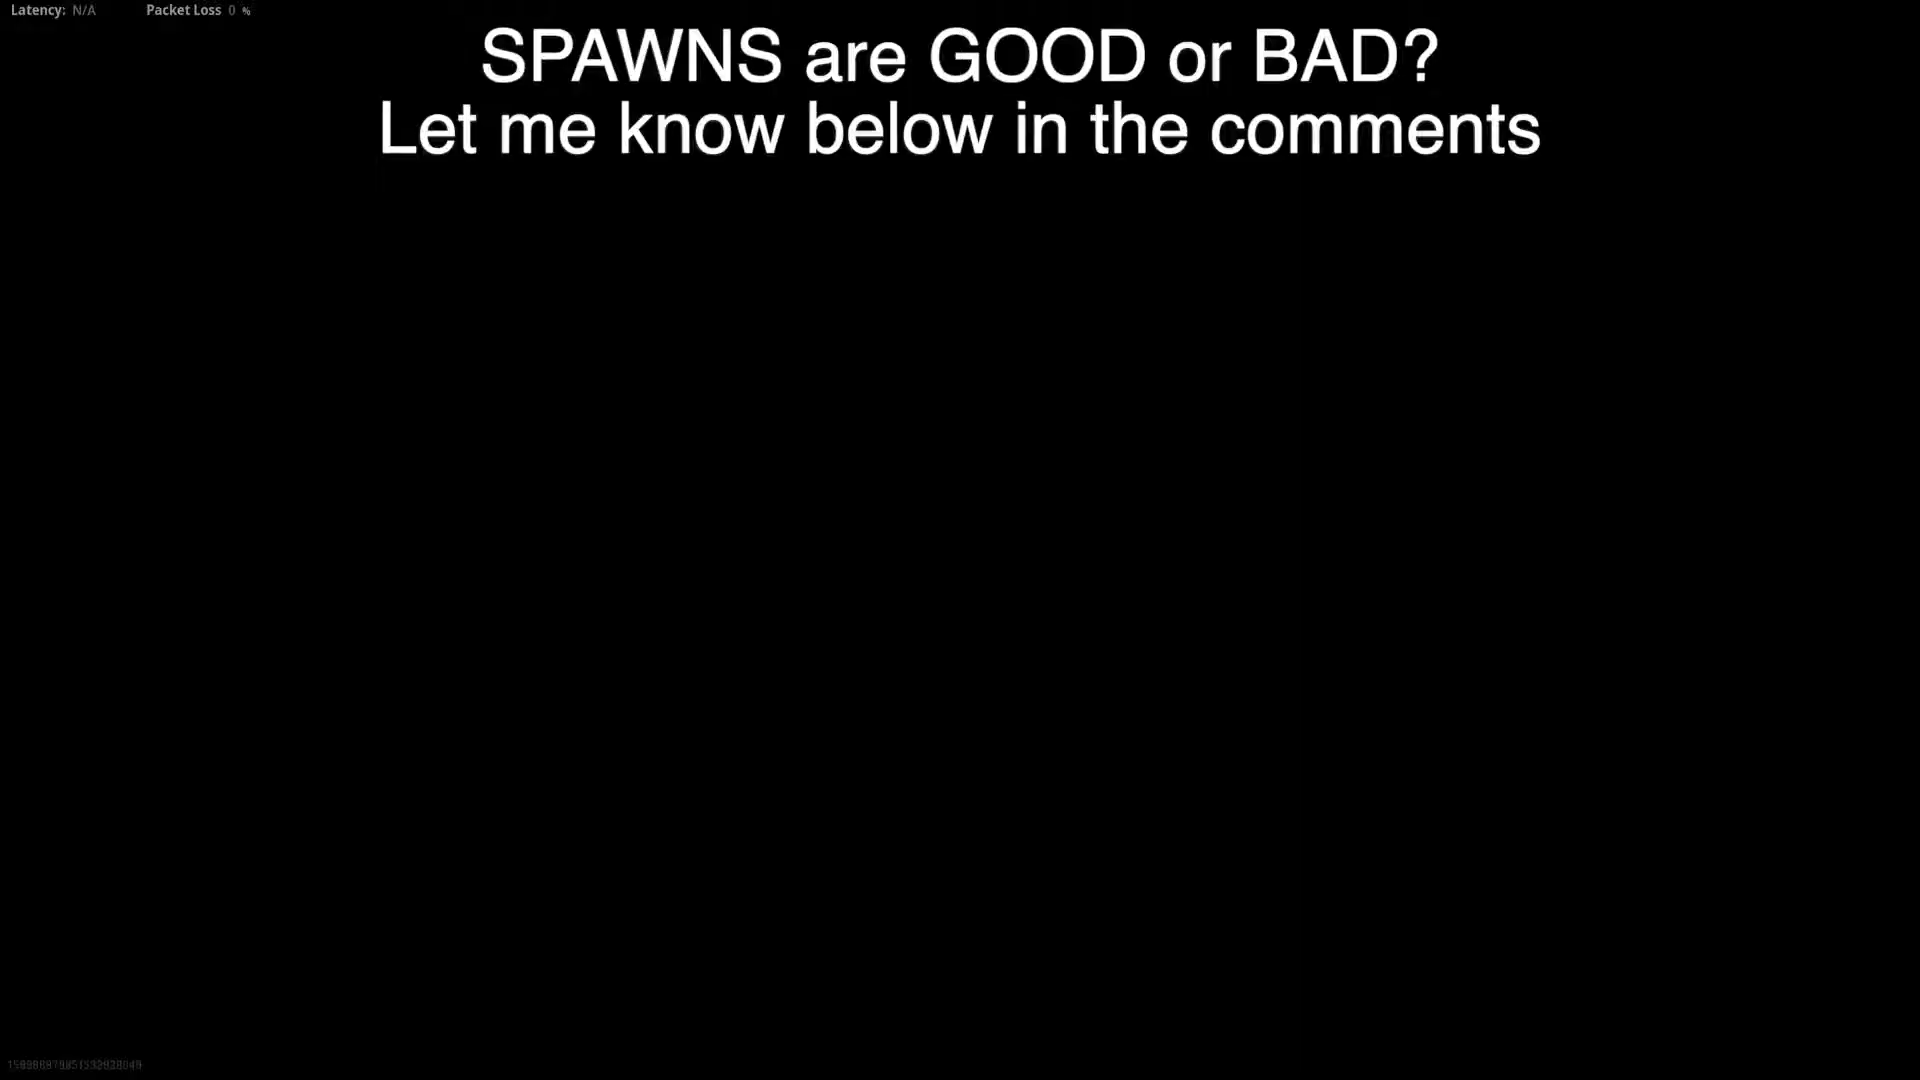 Latency: N/A Packet Loss 0 %
SPAWNS are GOOD or BAD?
Let me know below in the comments